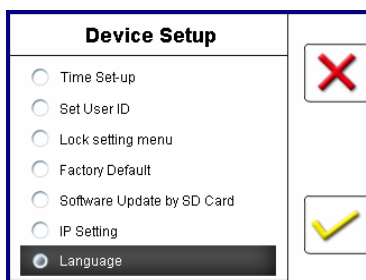 Device Setup
Time Set-up
Set User ID
Lock setting menu
Factory Default
Software Update by SD Card
IP Setting
Language